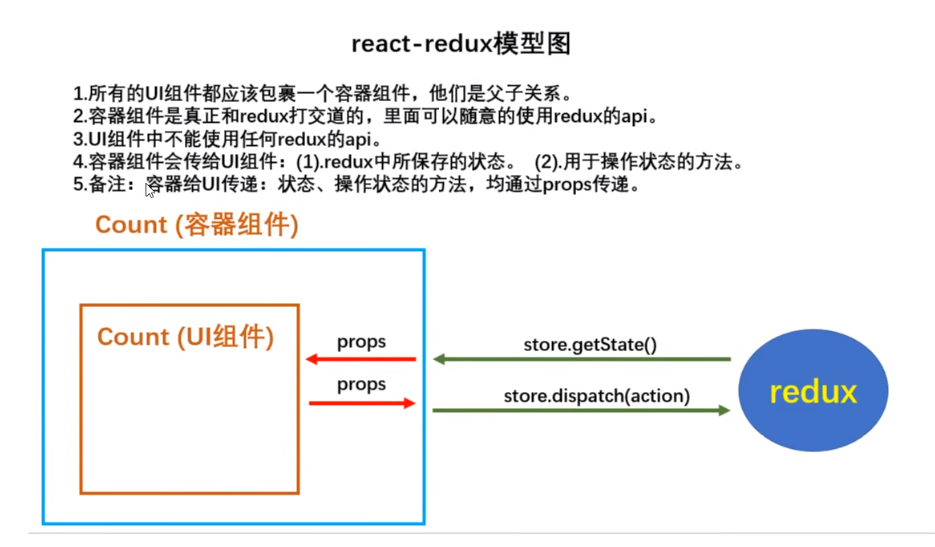 react-redux模型图
1.所有的UI组件都应该包裹一个容器组件，他们是父子关系。
2.容器组件是真正和redux打交道的，里面可以随意的使用redux的api。
3.UI组件中不能使用任何redux的api。
4.容器组件会传给UI组件：(1).redux中所保存的状态。 (2).用于操作状态的方法。
5.备注：容器给UI传递：状态、操作状态的方法，均通过props传递。
Count (容器组件)
Count (UI组件)
props
store.getState()
props
store.dispatch(action)
redux